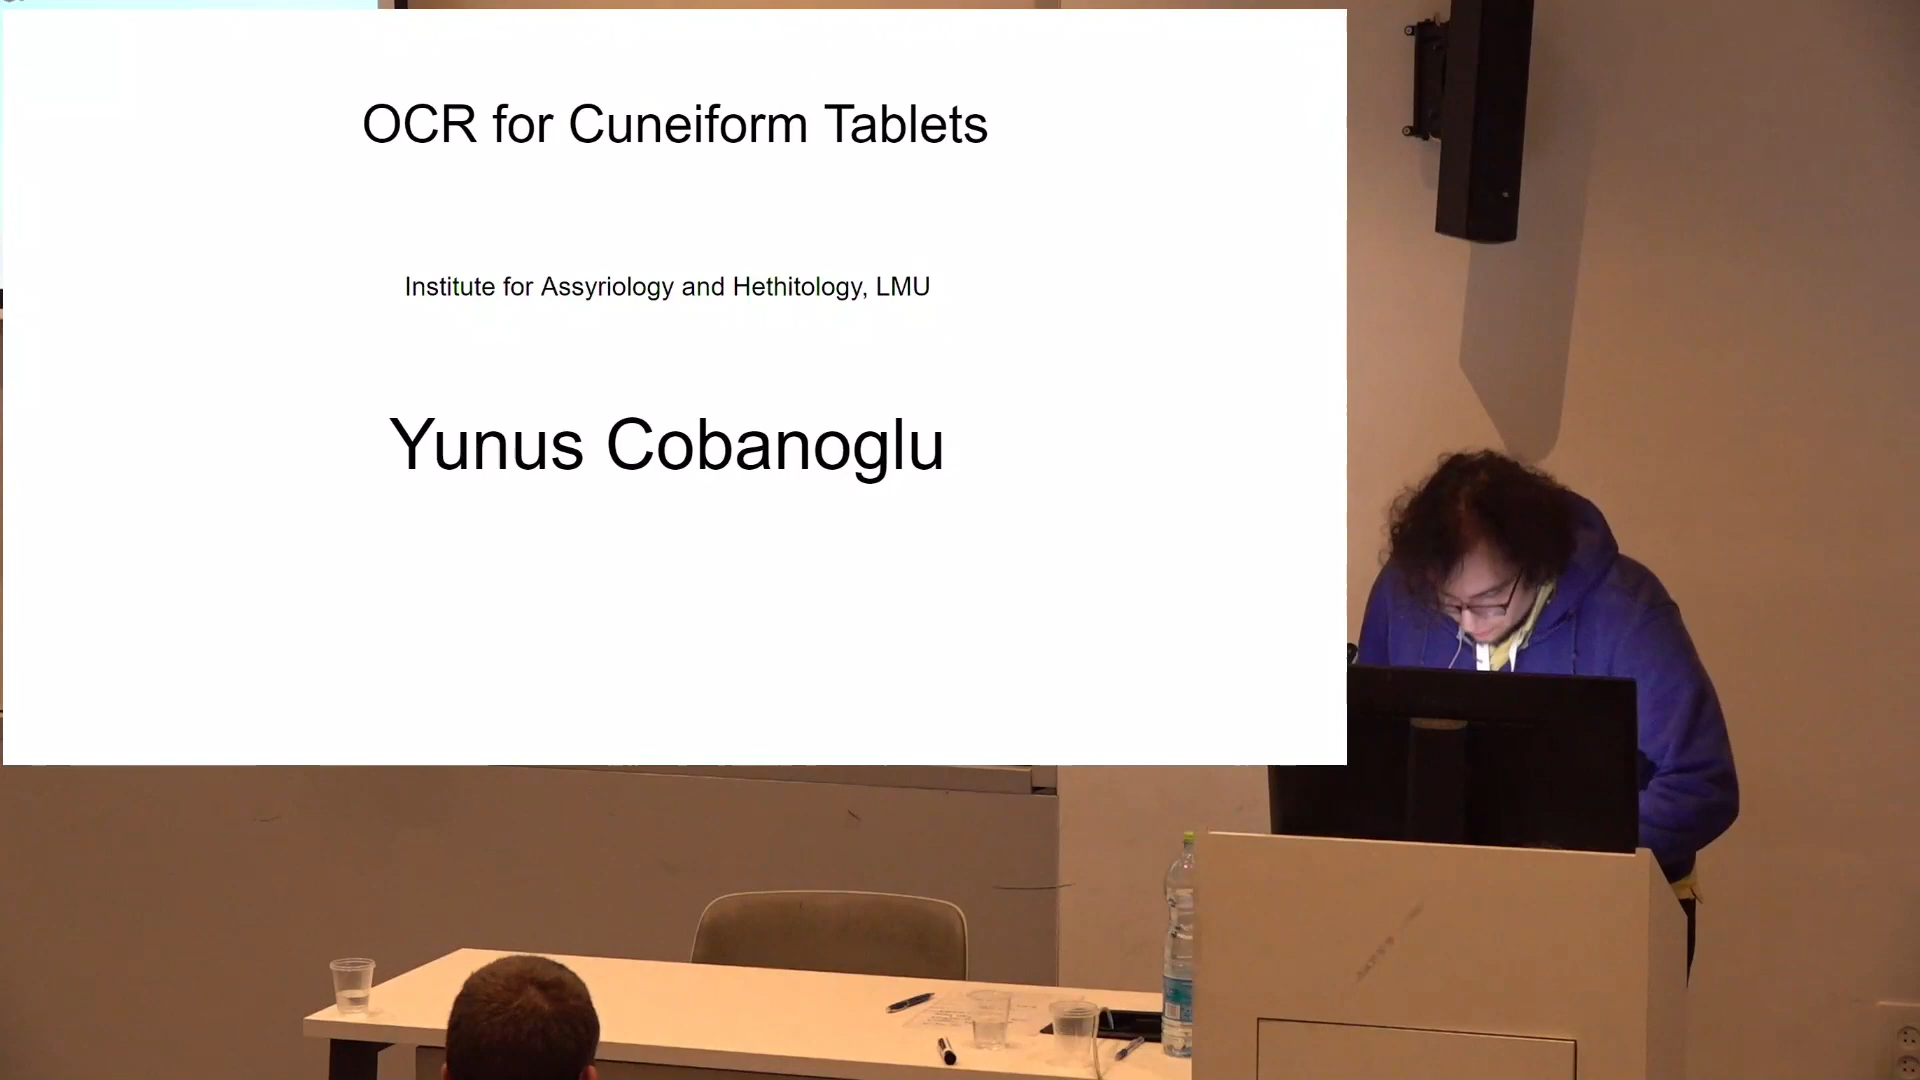 OCR for Cuneiform Tablets
Institute for Assyriology and Hethitology, LMU
Yunus Cobanoglu